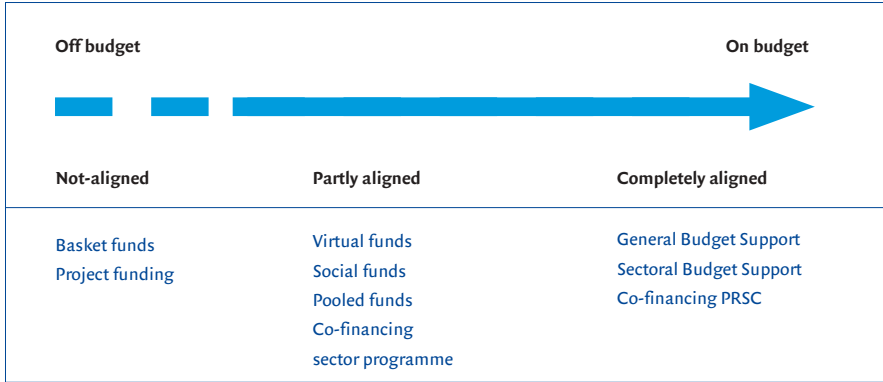 Off budget
On budget
Not-aligned
Partly aligned
Completely aligned
Basket funds
Project funding
Virtual funds
Social funds
Pooled funds
Co-financing
sector programme
General Budget Support
Sectoral Budget Support
Co-financing PRSC